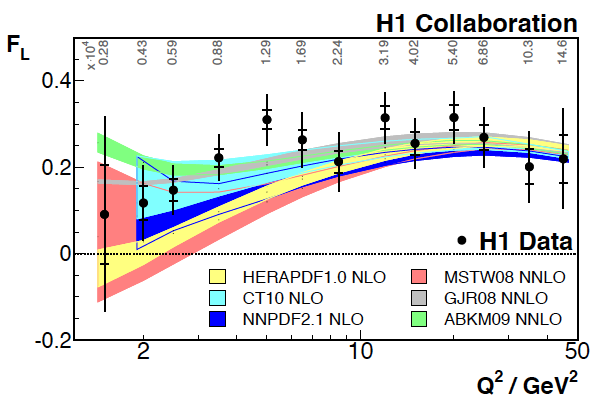 H1 Collaboration
F_L
x 10^4
0.28 0.43 0.59 0.88 1.29 1.69 2.24 3.19 4.02 5.40 6.86 10.3 14.6
0.4
0.2
0
-0.2
H1 Data
HERAPDF1.0 NLO MSTW08 NNLO
CT10 NLO GJR08 NNLO
NNPDF2.1 NLO ABKM09 NNLO
2 10 50
Q^2 / GeV^2